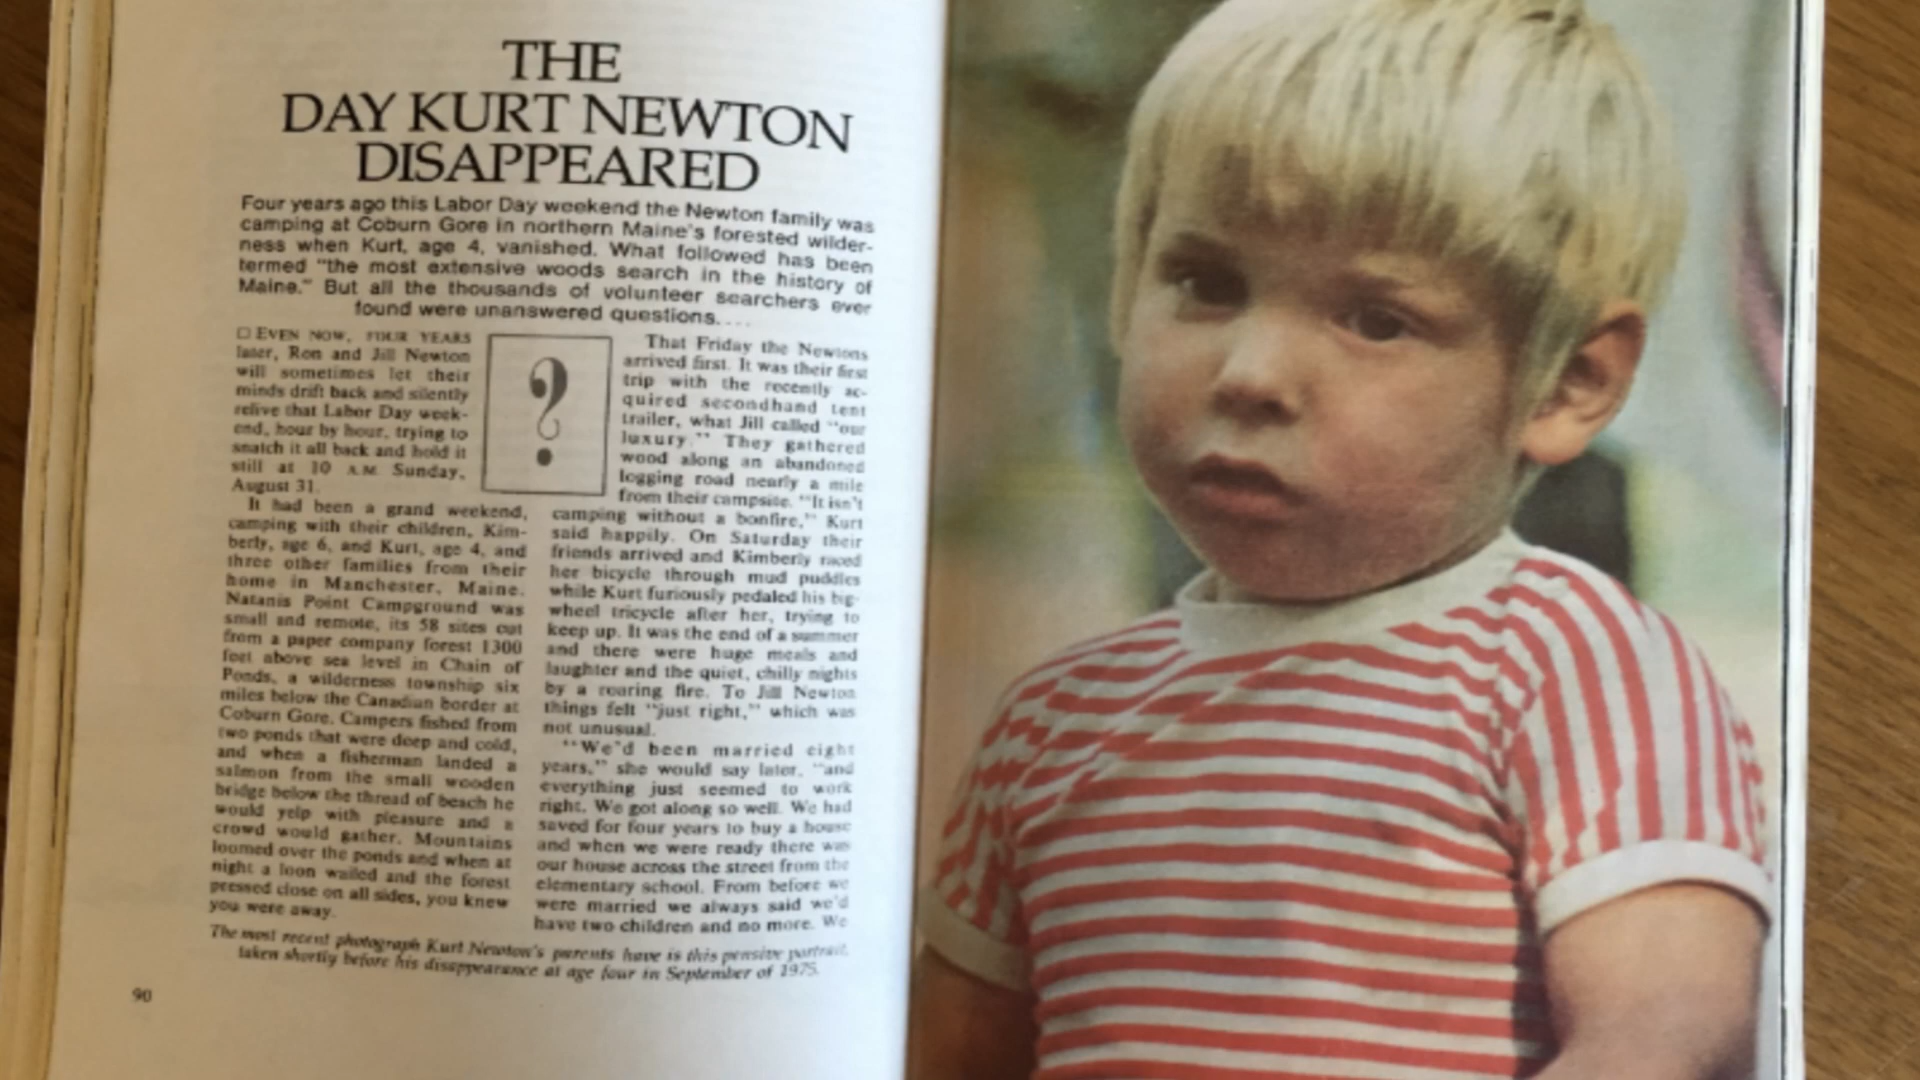 THE
DAY KURT NEWTON
DISAPPEARED
Four years ago this Labor Day weekend the Newton family was
camping at Coburn Gore in northern Maine's forested wilder-
ness when Kurt, age 4, vanished. What followed has been
termed "the most extensive woods search in the history of
Maine." But all the thousands of volunteer searchers ever
found were unanswered questions....
□ EVEN NOW, FOUR YEARS
later, Ron and Jill Newton
will sometimes let their
minds drift back and silently
relive that Labor Day week-
end, hour by hour, trying to
snatch it all back and hold it
still at 10 A.M. Sunday,
August 31.
It had been a grand weekend,
camping with their children, Kim-
berly, age 6, and Kurt, age 4, and
three other families from their
home in Manchester, Maine.
Natanis Point Campground was
small and remote, its 58 sites cut
from a paper company forest 1300
feet above sea level in Chain of
Ponds, a wilderness township six
miles below the Canadian border at
Coburn Gore. Campers fished from
two ponds that were deep and cold,
and when a fisherman landed a
salmon from the small wooden
bridge below the thread of beach he
would yelp with pleasure and a
crowd would gather. Mountains
loomed over the ponds and when at
night a loon wailed and the forest
pressed close on all sides, you knew
you were away.
?
That Friday the Newtons
arrived first. It was their first
trip with the recently ac-
quired secondhand tent
trailer, what Jill called "our
luxury." They gathered
wood along an abandoned
logging road nearly a mile
from their campsite. "It isn't
camping without a bonfire," Kurt
said happily. On Saturday their
friends arrived and Kimberly raced
her bicycle through mud puddles
while Kurt furiously pedaled his big-
wheel tricycle after her, trying to
keep up. It was the end of a summer
and there were huge meals and
laughter and the quiet, chilly nights
by a roaring fire. To Jill Newton
things felt "just right," which was
not unusual.
"We'd been married eight
years," she would say later, "and
everything just seemed to work
right. We got along so well. We had
saved for four years to buy a house
and when we were ready there was
our house across the street from the
elementary school. From before we
were married we always said we'd
have two children and no more. We
The most recent photograph Kurt Newton's parents have is this pensive portrait,
taken shortly before his disappearance at age four in September of 1975.
90